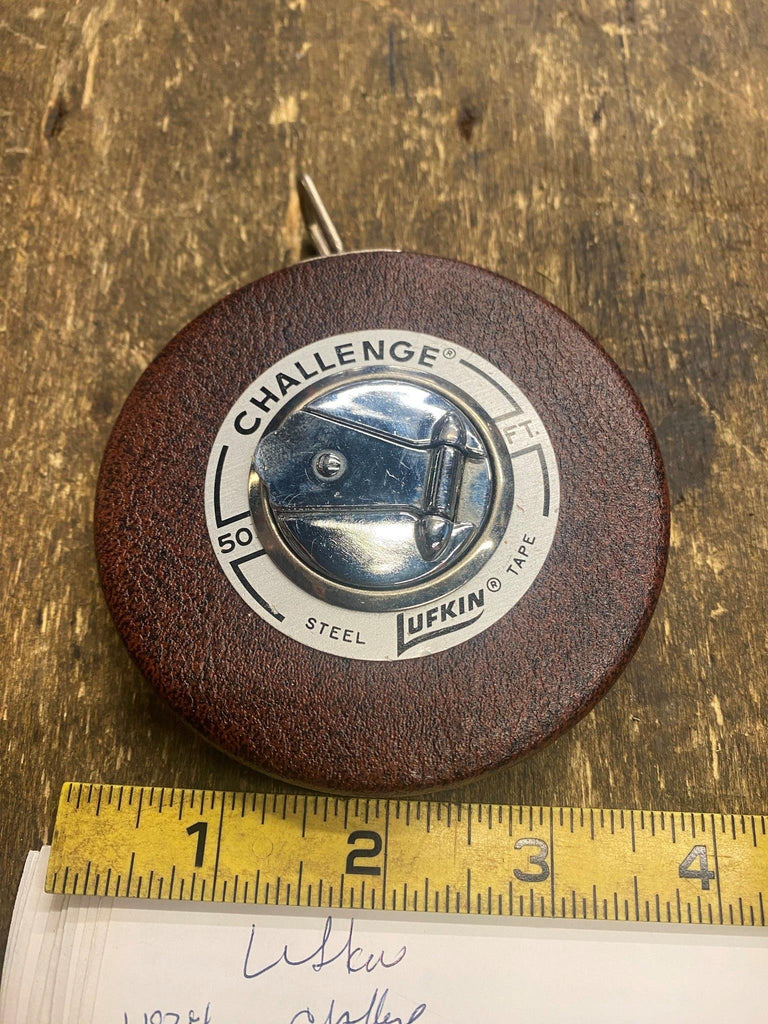 CHALLENGE®
FT.
50
STEEL LUFKIN® TAPE
1 2 3 4
Lufkin